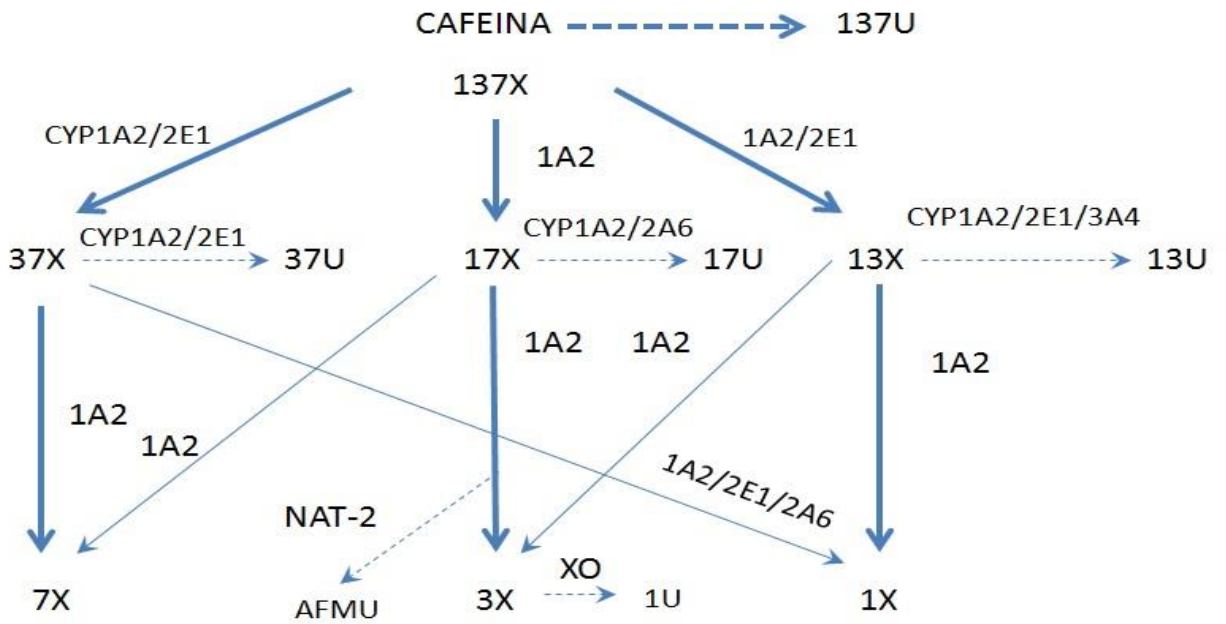 CAFEINA 137U
137X
CYP1A2/2E1
1A2
1A2/2E1
37X
CYP1A2/2E1
37U
17X
CYP1A2/2A6
17U
13X
CYP1A2/2E1/3A4
13U
1A2
1A2
1A2
1A2
1A2
1A2/2E1/2A6
NAT-2
XO
7X
AFMU
3X
1U
1X